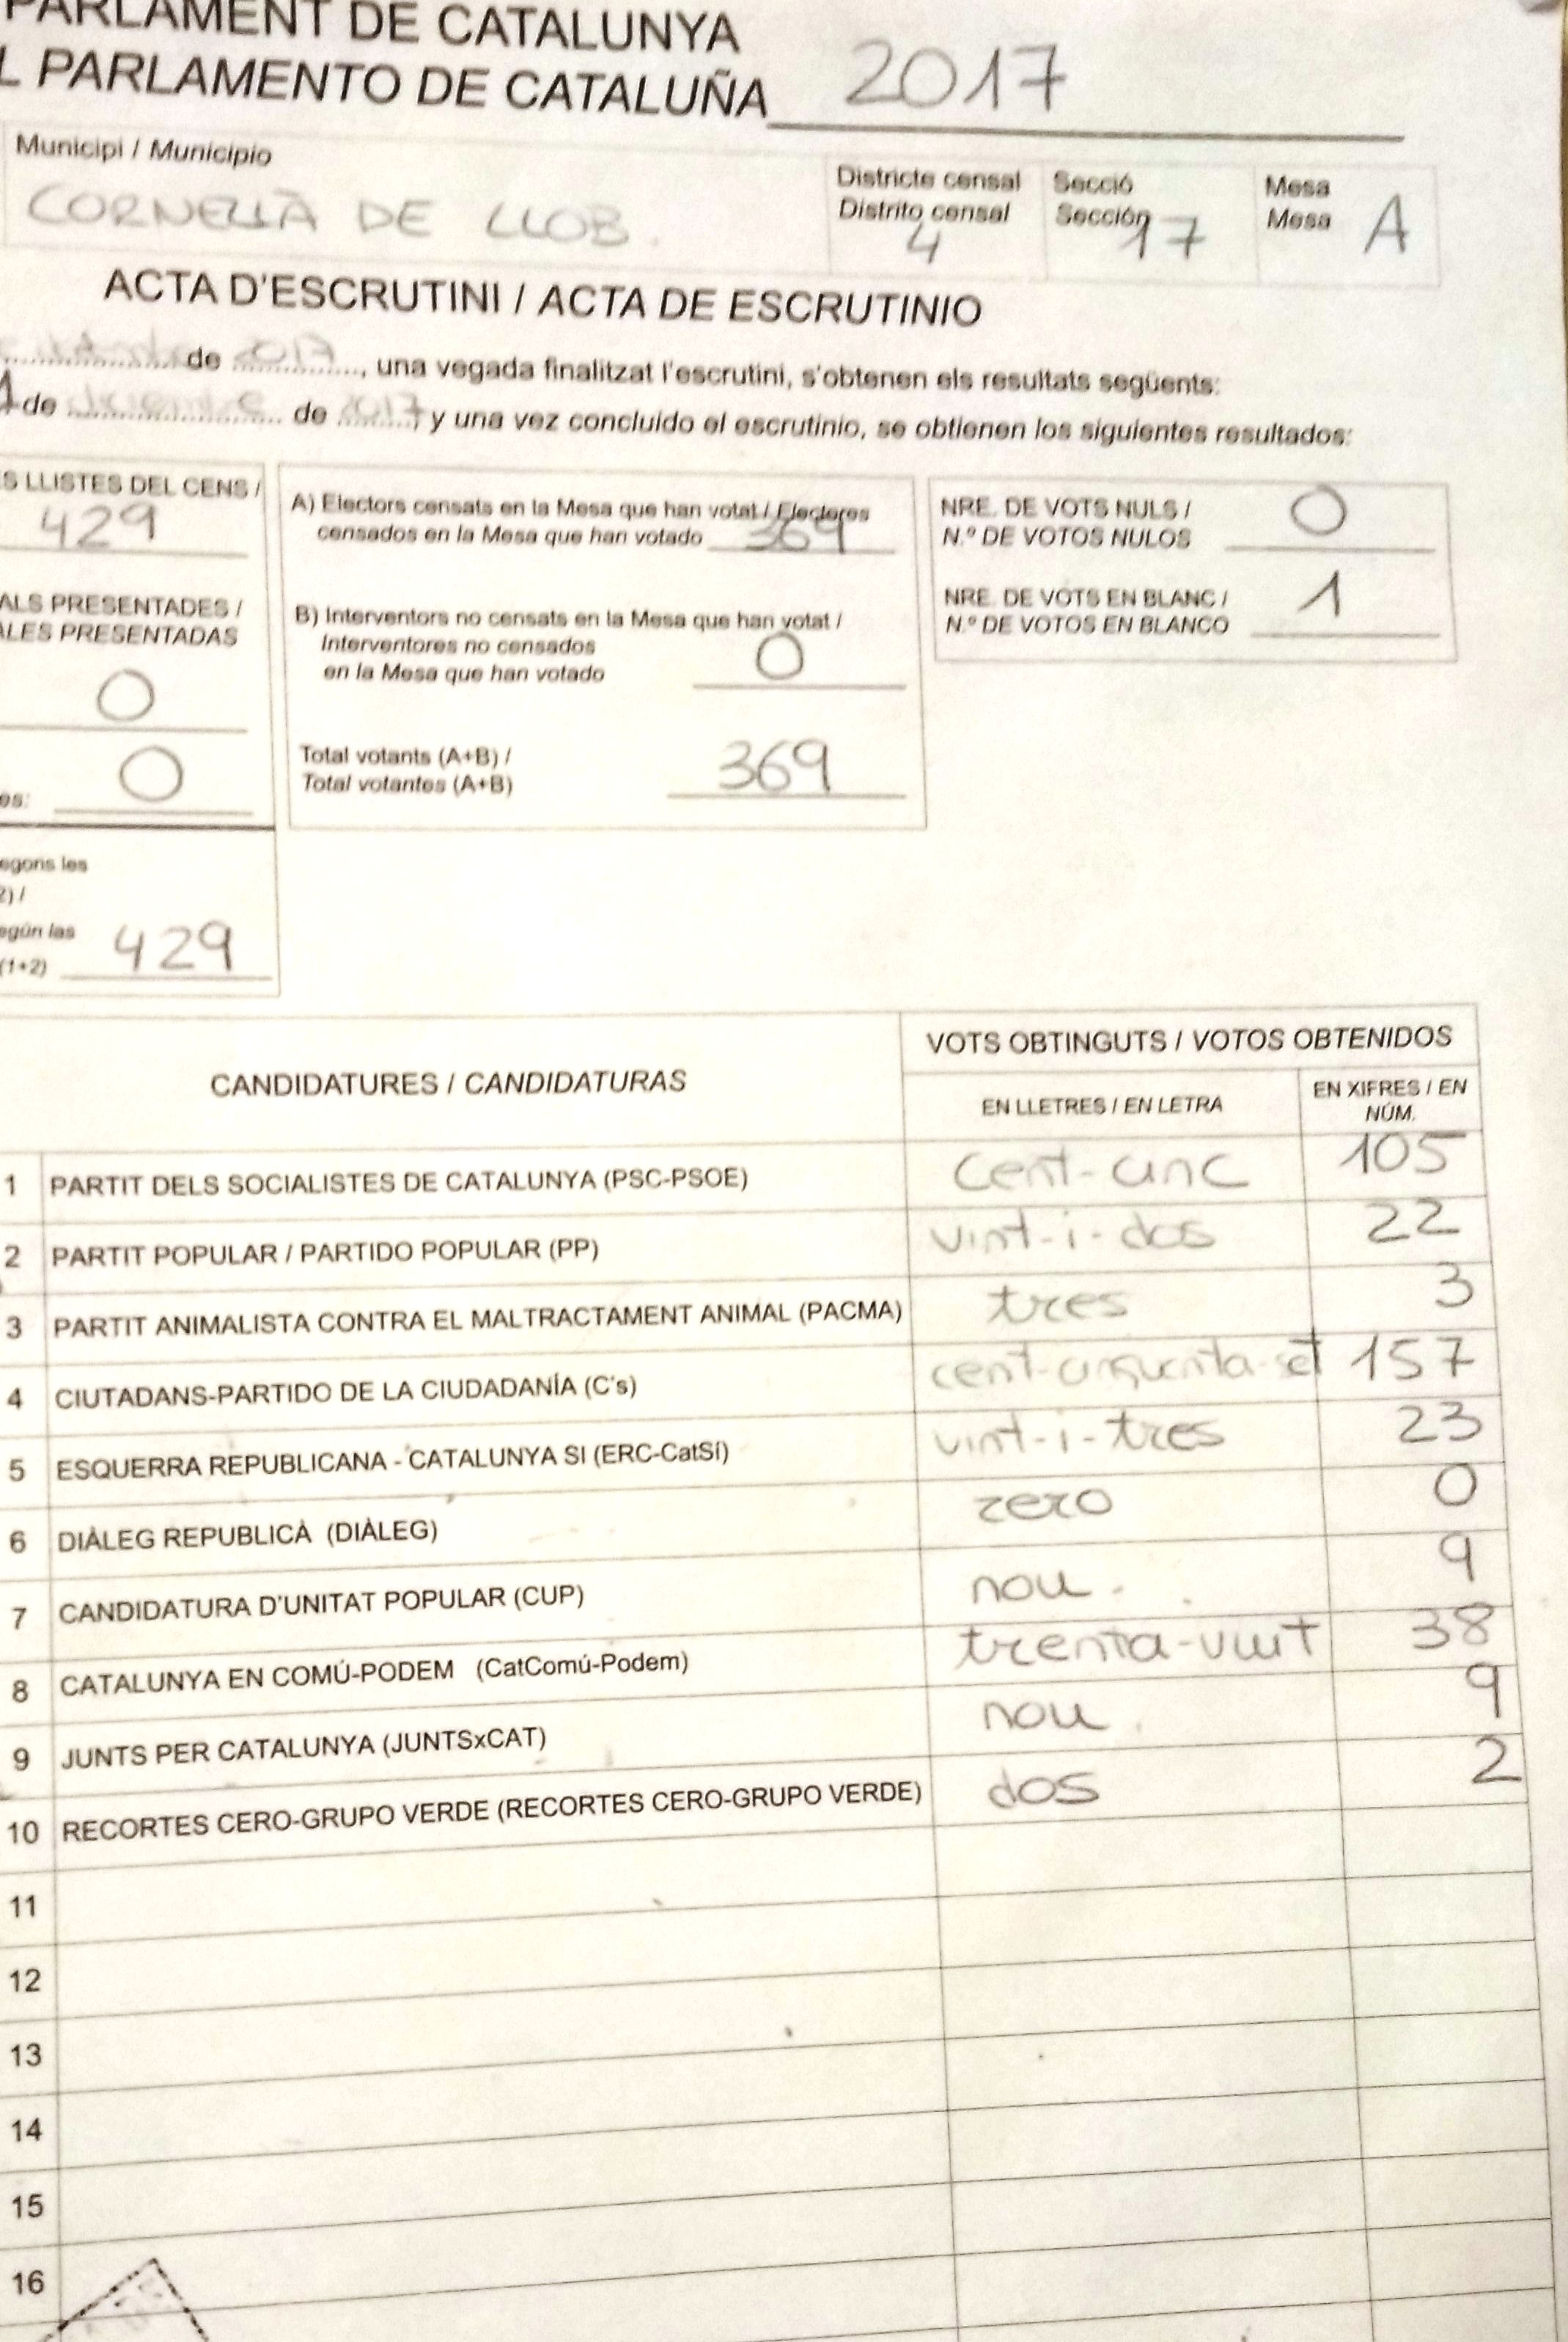 PARLAMENT DE CATALUNYA
L PARLAMENTO DE CATALUÑA 2017
Municipi / Municipio
CORNELLÀ DE LLOB.
Districte censal
Distrito censal
4
Secció
Sección
17
Mesa
Mesa
A
ACTA D'ESCRUTINI / ACTA DE ESCRUTINIO
de 2017, una vegada finalitzat l'escrutini, s'obtenen els resultats següents:
1 de diciembre de 2017, y una vez concluido el escrutinio, se obtienen los siguientes resultados:
S LLISTES DEL CENS /
429
ALS PRESENTADES /
ALES PRESENTADAS
0
es: 0
egons les
2) /
egún las
(1+2) 429
A) Electors censats en la Mesa que han votat / Electores
censados en la Mesa que han votado 369
B) Interventors no censats en la Mesa que han votat /
Interventores no censados
en la Mesa que han votado 0
Total votants (A+B) /
Total votantes (A+B) 369
NRE. DE VOTS NULS /
N.º DE VOTOS NULOS 0
NRE. DE VOTS EN BLANC /
N.º DE VOTOS EN BLANCO 1
CANDIDATURES / CANDIDATURAS
VOTS OBTINGUTS / VOTOS OBTENIDOS
EN LLETRES / EN LETRA
EN XIFRES / EN
NÚM.
1 PARTIT DELS SOCIALISTES DE CATALUNYA (PSC-PSOE) cent-cinc 105
2 PARTIT POPULAR / PARTIDO POPULAR (PP) vint-i-dos 22
3 PARTIT ANIMALISTA CONTRA EL MALTRACTAMENT ANIMAL (PACMA) tres 3
4 CIUTADANS-PARTIDO DE LA CIUDADANÍA (C's) cent-cinquanta-set 157
5 ESQUERRA REPUBLICANA - CATALUNYA SI (ERC-CatSí) vint-i-tres 23
6 DIÀLEG REPUBLICÀ (DIÀLEG) zero 0
7 CANDIDATURA D'UNITAT POPULAR (CUP) nou. 9
8 CATALUNYA EN COMÚ-PODEM (CatComú-Podem) trenta-vuit 38
9 JUNTS PER CATALUNYA (JUNTSxCAT) nou. 9
10 RECORTES CERO-GRUPO VERDE (RECORTES CERO-GRUPO VERDE) dos 2
11
12
13
14
15
16